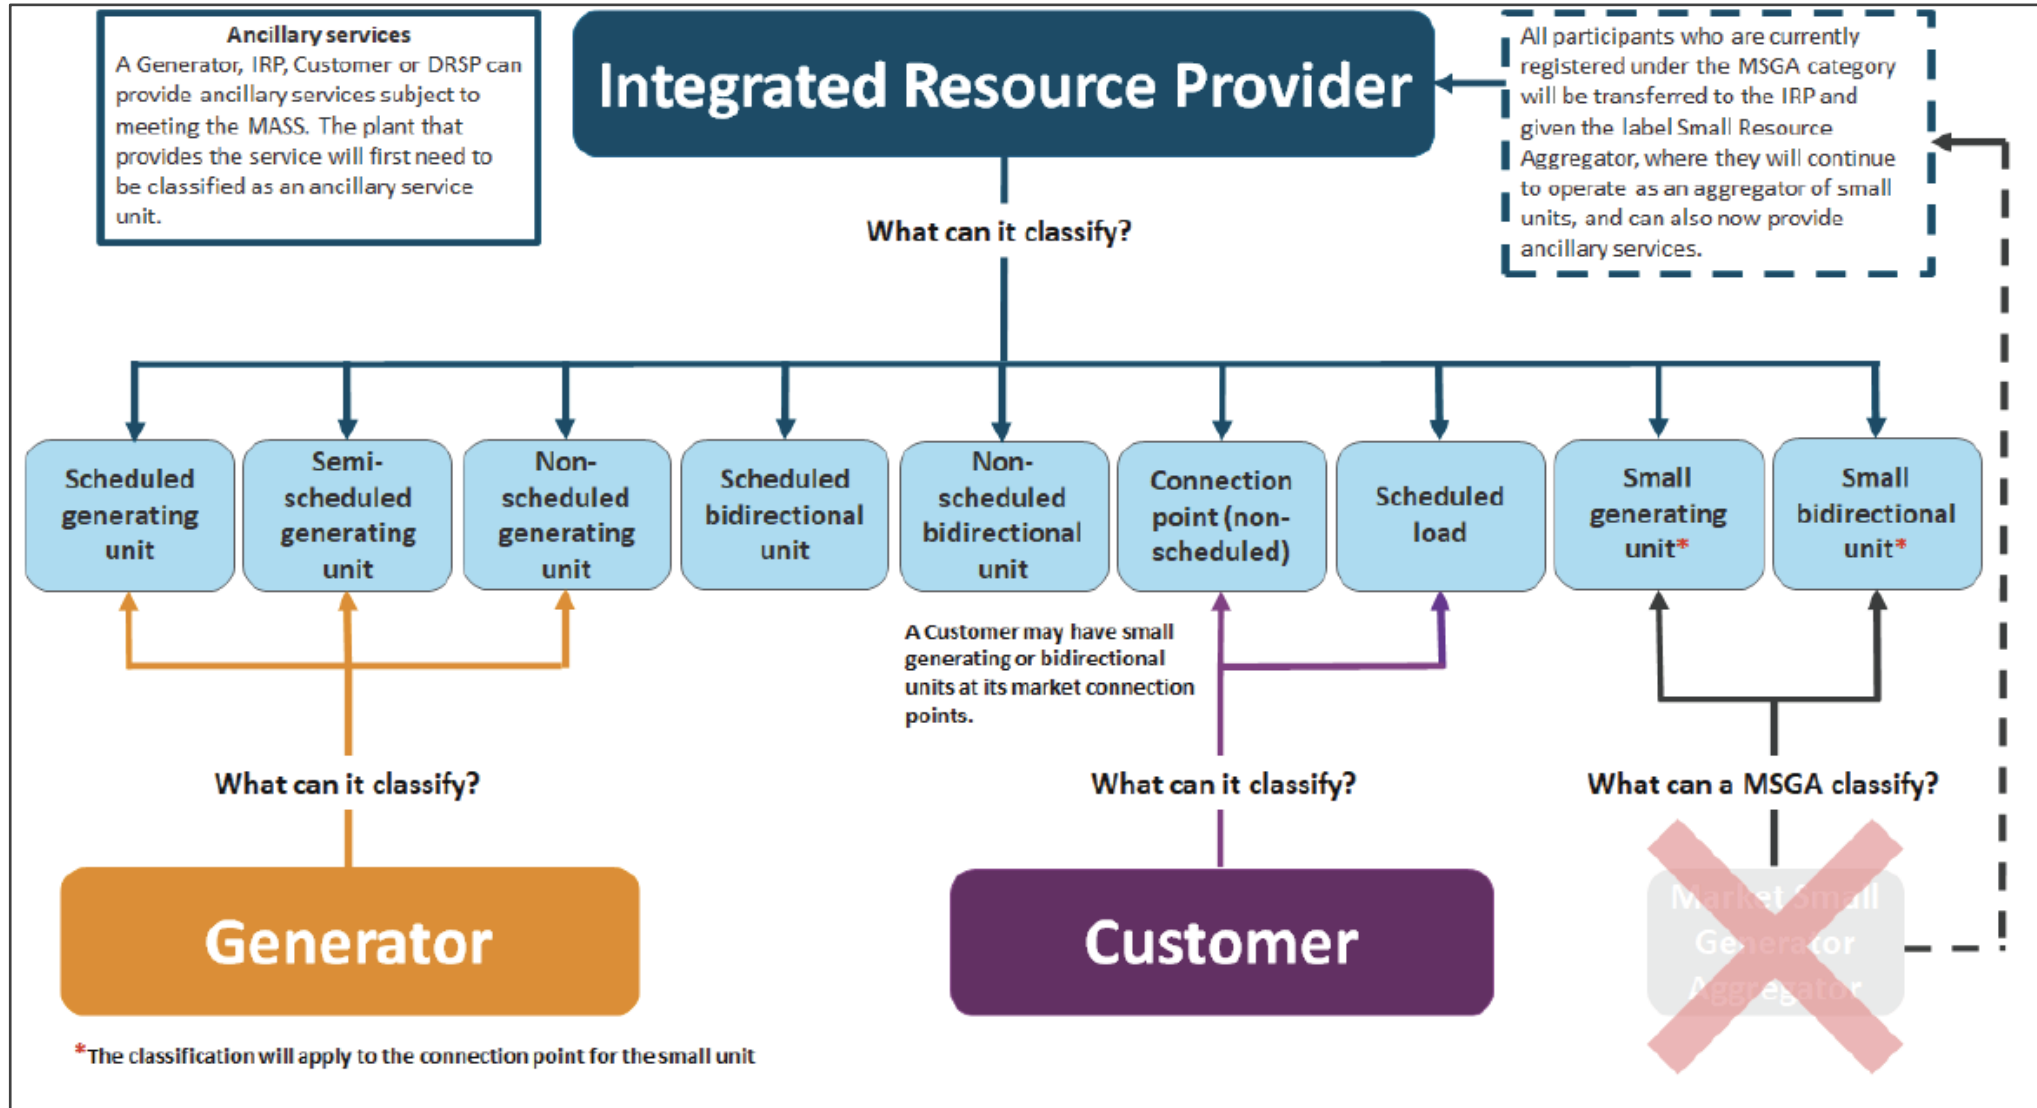 Ancillary services
A Generator, IRP, Customer or DRSP can
provide ancillary services subject to
meeting the MASS. The plant that
provides the service will first need to
be classified as an ancillary service
unit.
Integrated Resource Provider
All participants who are currently
registered under the MSGA category
will be transferred to the IRP and
given the label Small Resource
Aggregator, where they will continue
to operate as an aggregator of small
units, and can also now provide
ancillary services.
What can it classify?
Scheduled
generating
unit
Semi-
scheduled
generating
unit
Non-
scheduled
generating
unit
Scheduled
bidirectional
unit
Non-
scheduled
bidirectional
unit
Connection
point (non-
scheduled)
Scheduled
load
Small
generating
unit*
Small
bidirectional
unit*
A Customer may have small
generating or bidirectional
units at its market connection
points.
What can it classify?
What can it classify?
What can a MSGA classify?
Generator
Customer
Market Small
Generator
Aggregator
*The classification will apply to the connection point for the small unit